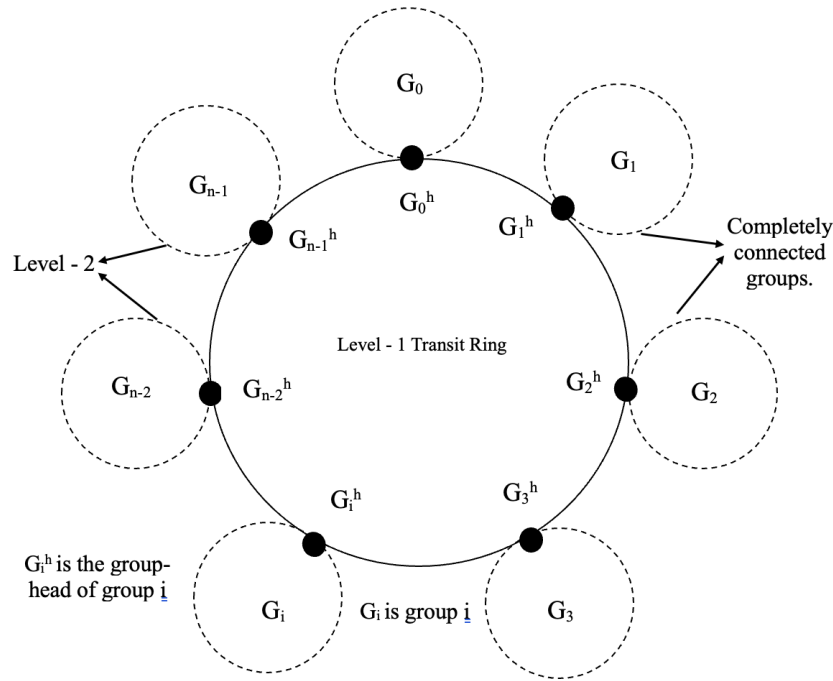 G₀
G₁
Gₙ₋₁
G₀ʰ
G₁ʰ
Gₙ₋₁ʰ
Completely
connected
groups.
Level - 2
Level - 1 Transit Ring
Gₙ₋₂
Gₙ₋₂ʰ
G₂ʰ
G₂
Gᵢʰ
G₃ʰ
Gᵢʰ is the group-
head of group i
Gᵢ
Gᵢ is group i
G₃